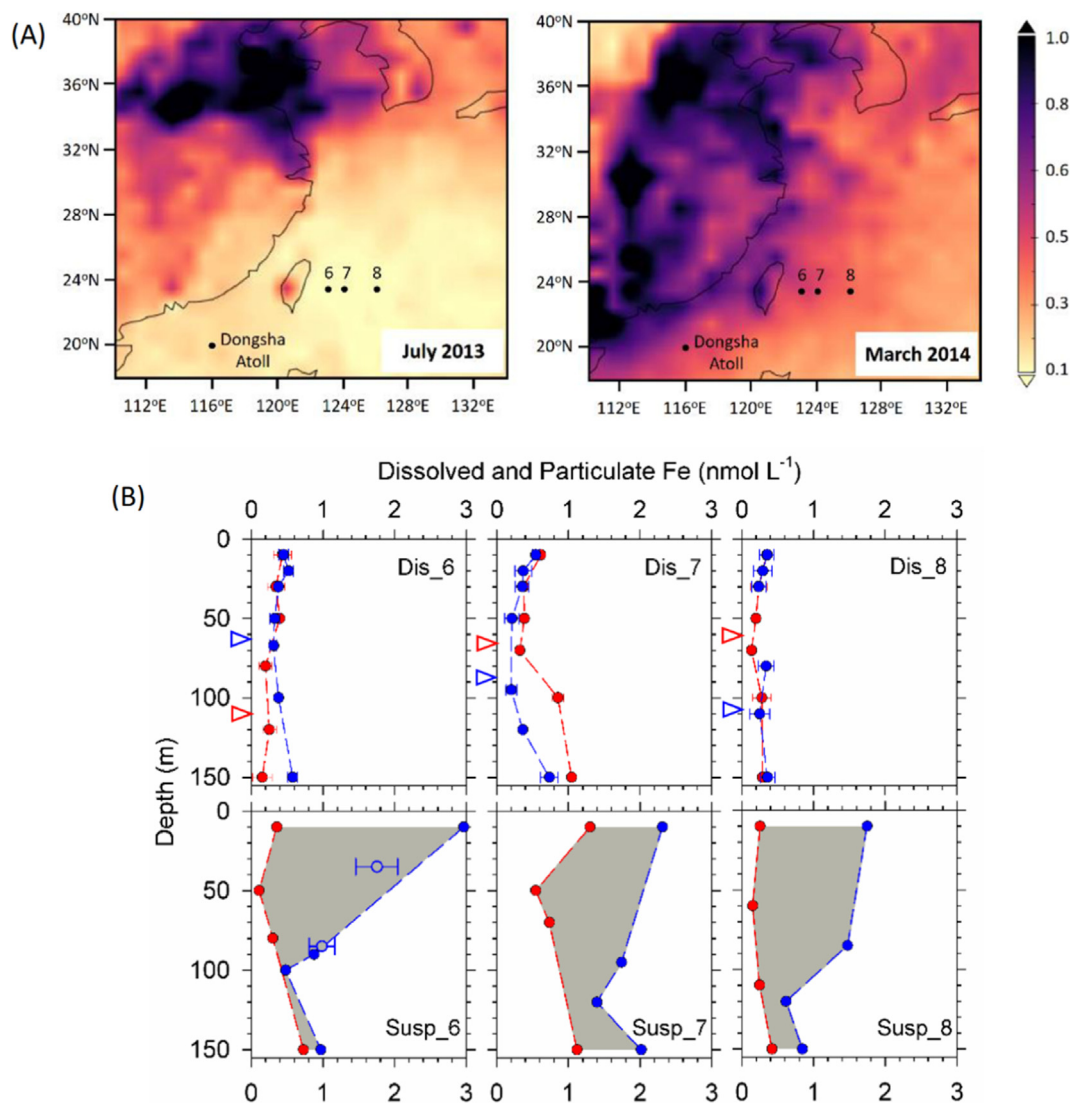 (A)
40°N
36°N
32°N
28°N
24°N
20°N
6 7 8
Dongsha
Atoll
July 2013
112°E 116°E 120°E 124°E 128°E 132°E
40°N
36°N
32°N
28°N
24°N
20°N
6 7 8
Dongsha
Atoll
March 2014
112°E 116°E 120°E 124°E 128°E 132°E
1.0
0.8
0.6
0.5
0.3
0.1
(B)
Dissolved and Particulate Fe (nmol L⁻¹)
0 1 2 3 0 1 2 3 0 1 2 3
Depth (m)
0
50
100
150
Dis_6
Dis_7
Dis_8
0
50
100
150
Susp_6
Susp_7
Susp_8
0 1 2 3 0 1 2 3 0 1 2 3